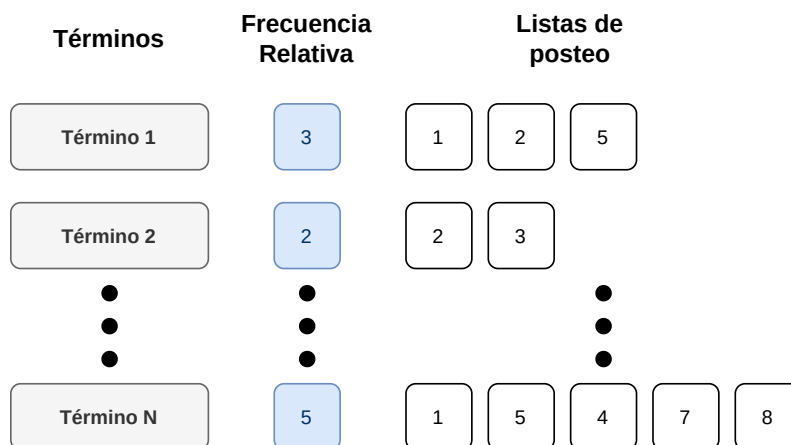 Términos
Frecuencia
Relativa
Listas de
posteo
Término 1 3 1 2 5
Término 2 2 2 3
Término N 5 1 5 4 7 8